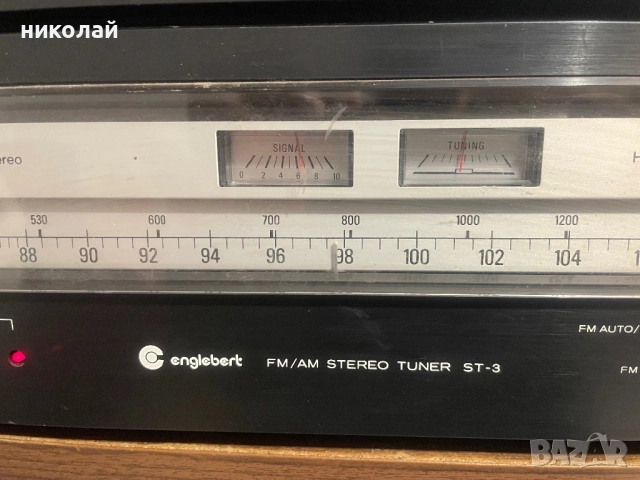 николай
SIGNAL
0 2 4 6 8 10
TUNING
530 600 700 800 1000 1200
88 90 92 94 96 98 100 102 104
FM AUTO/
englebert FM/AM STEREO TUNER ST-3
FM
BAZAR